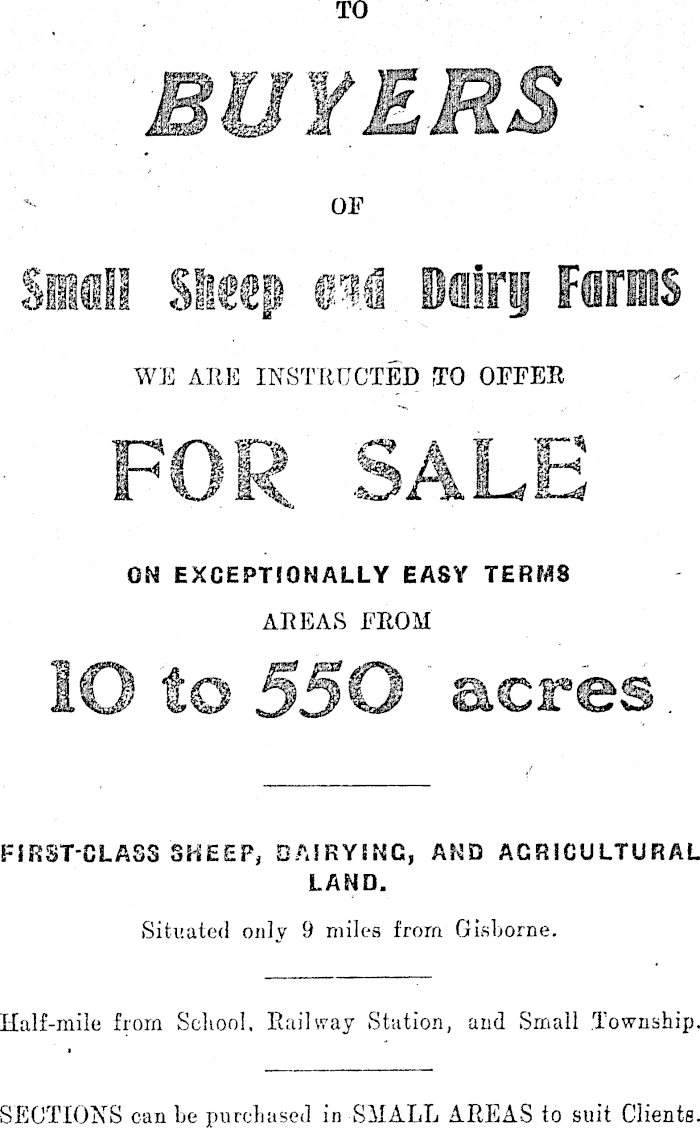 TO
BUYERS
OF
Small Sheep and Dairy Farms
WE ARE INSTRUCTED TO OFFER
FOR SALE
ON EXCEPTIONALLY EASY TERMS
AREAS FROM
10 to 550 acres.
FIRST-CLASS SHEEP, DAIRYING, AND AGRICULTURAL
LAND.
Situated only 9 miles from Gisborne.
Half-mile from School, Railway Station, and Small Township.
SECTIONS can be purchased in SMALL AREAS to suit Clients.